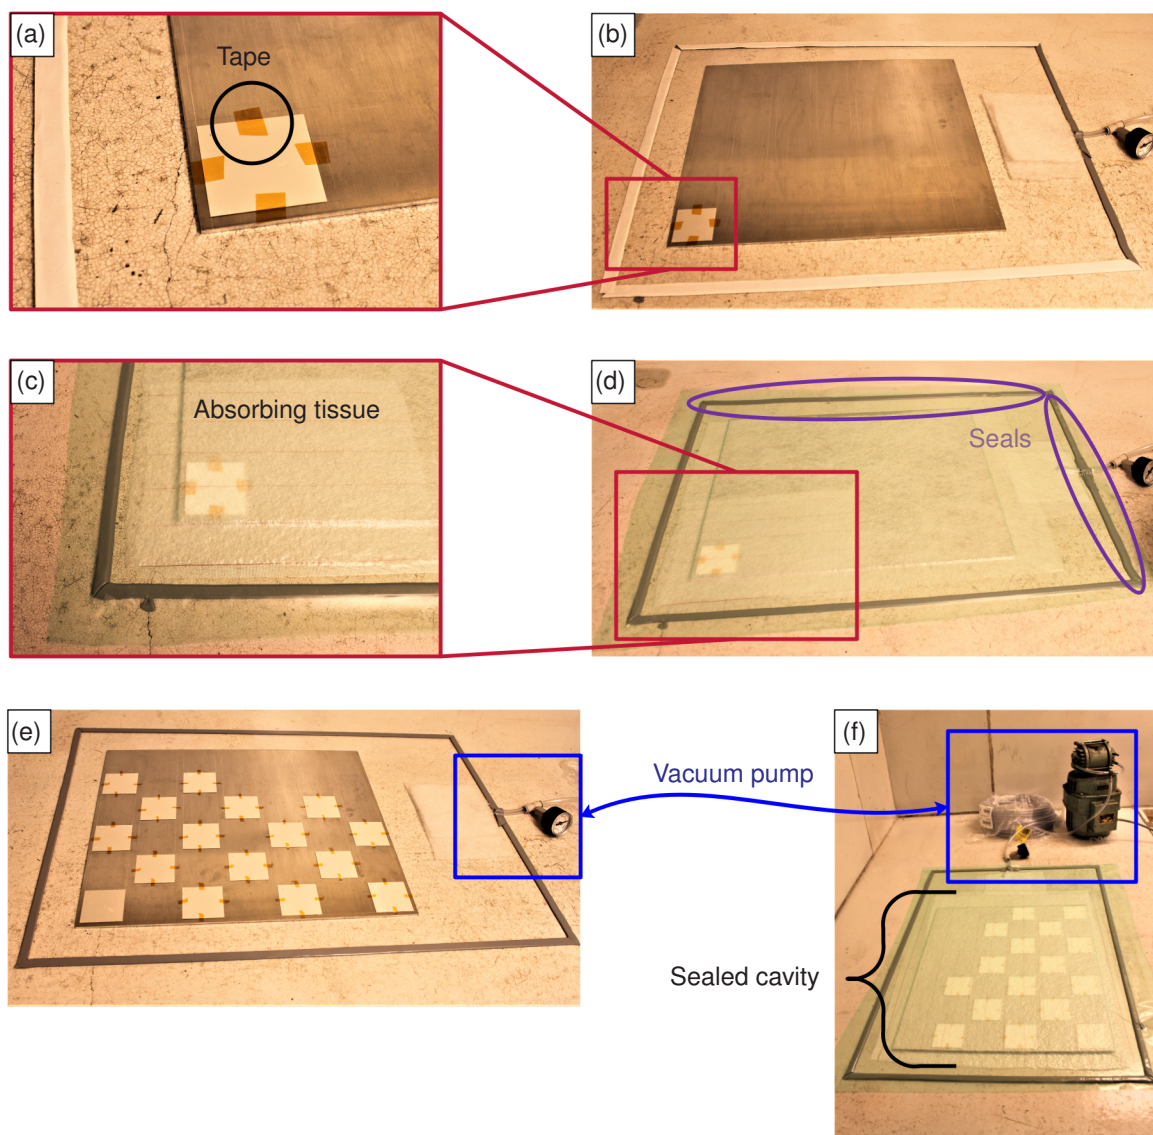 (a)
Tape
(b)
(c)
Absorbing tissue
(d)
Seals
(e)
Vacuum pump
(f)
Sealed cavity